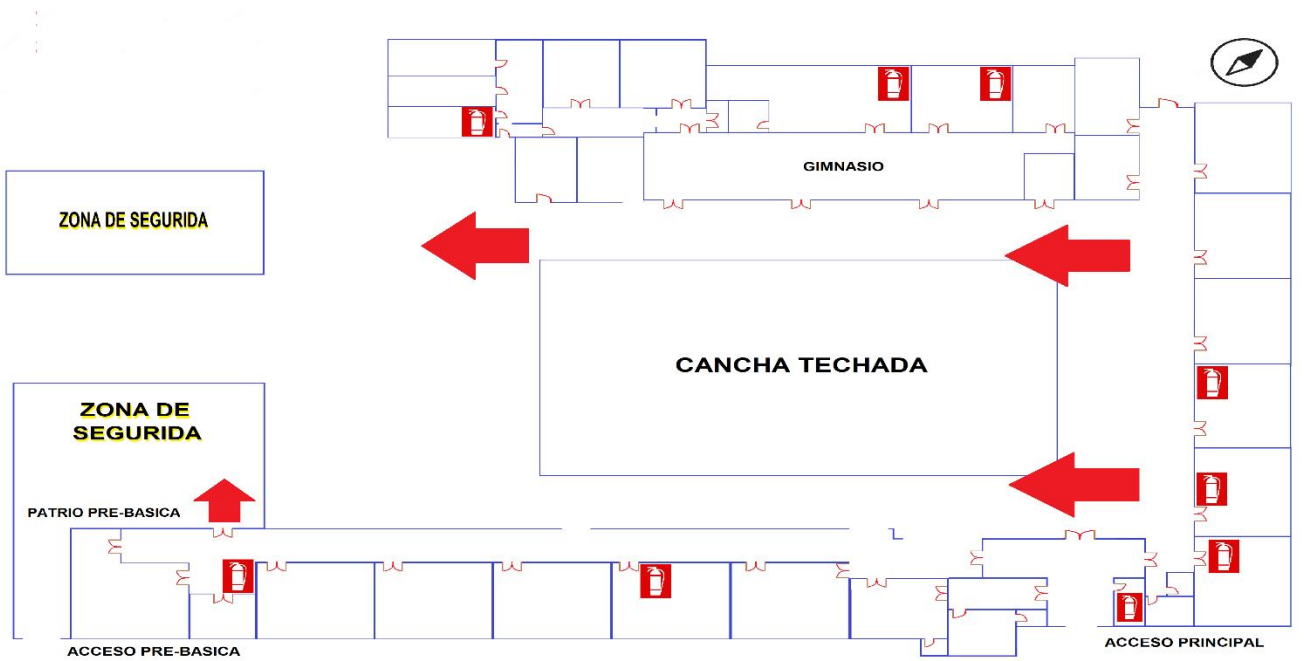 GIMNASIO
ZONA DE SEGURIDA
CANCHA TECHADA
ZONA DE
SEGURIDA
PATRIO PRE-BASICA
ACCESO PRE-BASICA
ACCESO PRINCIPAL